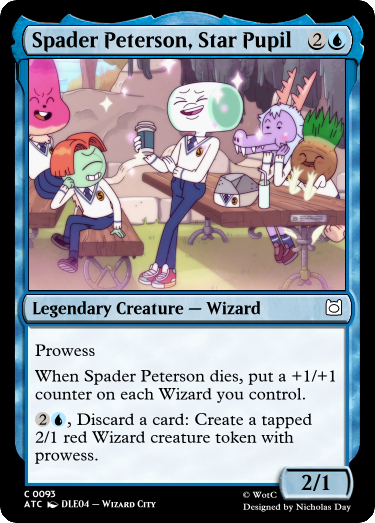 Spader Peterson, Star Pupil 2
Legendary Creature — Wizard
Prowess
When Spader Peterson dies, put a +1/+1
counter on each Wizard you control.
2, Discard a card: Create a tapped
2/1 red Wizard creature token with
prowess.
2/1
C 0093
ATC DLE04 – Wizard City
© WotC
Designed by Nicholas Day